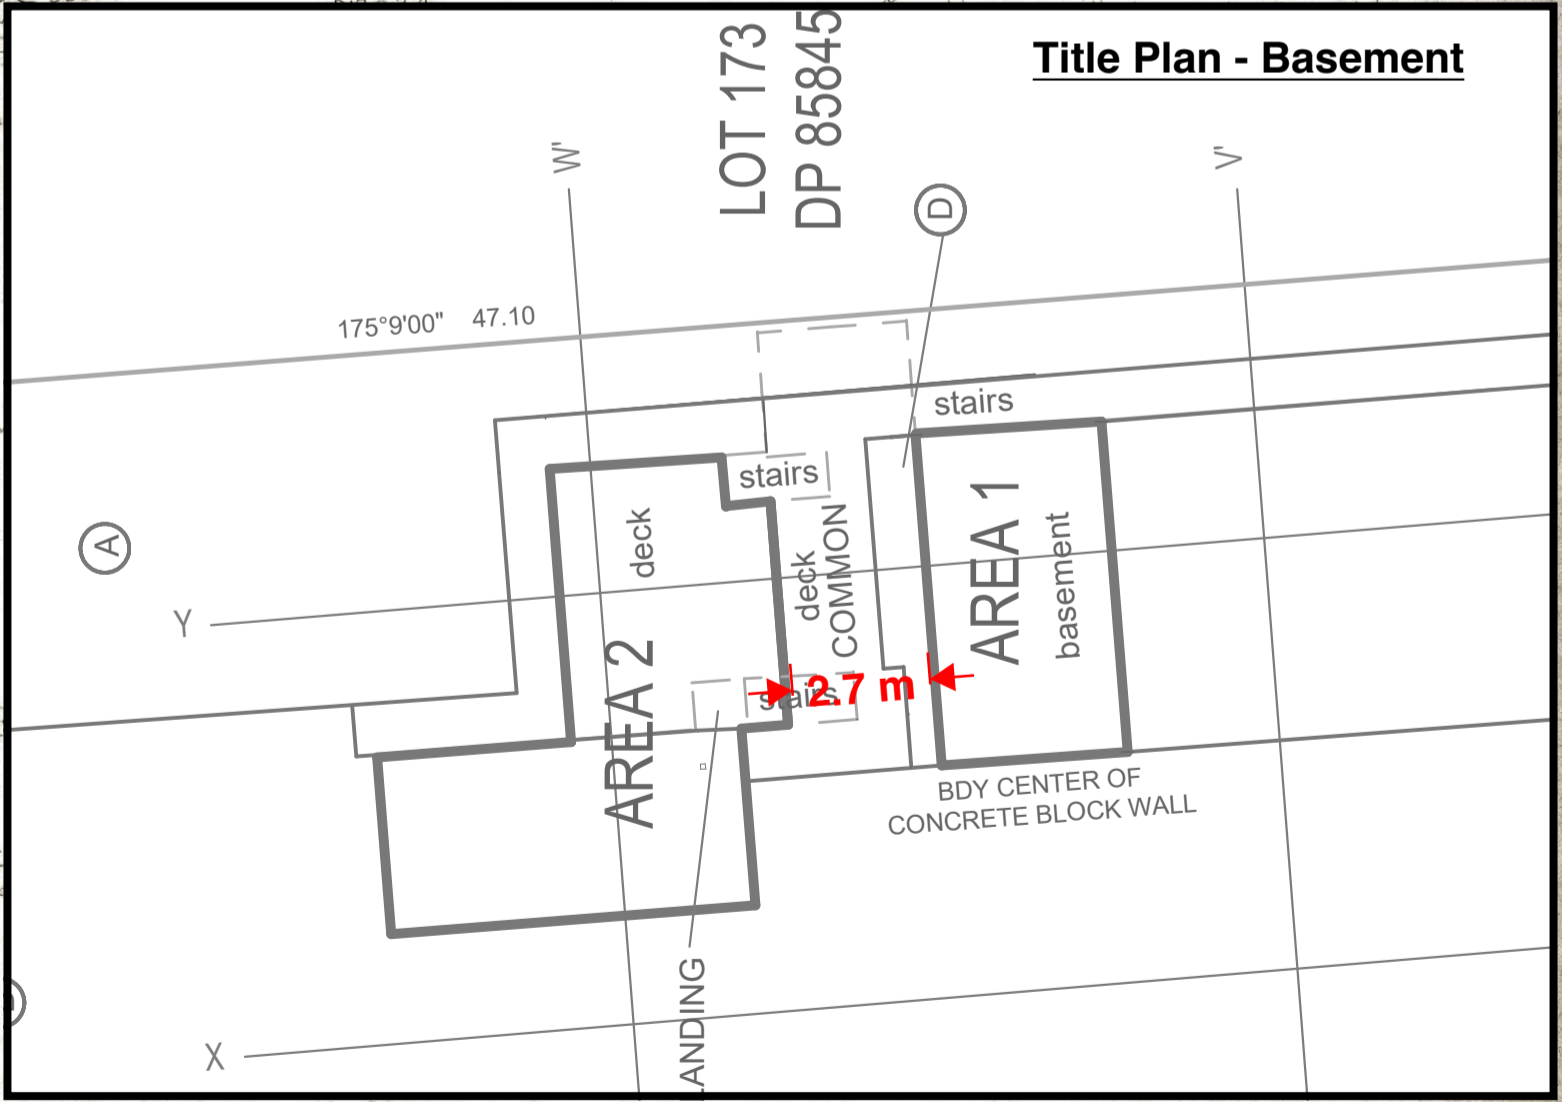 Title Plan - Basement
LOT 173
DP 85845
W'
V'
D
175°9'00" 47.10
stairs
stairs
A
deck
deck
COMMON
AREA 1
basement
Y
AREA 2
stairs
2.7 m
BDY CENTER OF
CONCRETE BLOCK WALL
X